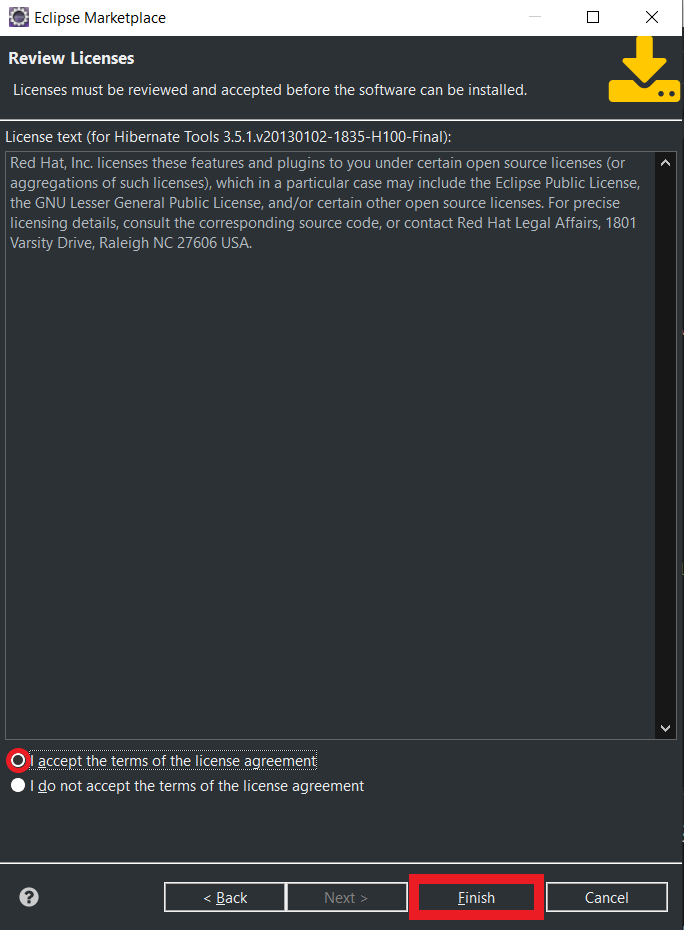 Eclipse Marketplace
Review Licenses
Licenses must be reviewed and accepted before the software can be installed.
License text (for Hibernate Tools 3.5.1.v20130102-1835-H100-Final):
Red Hat, Inc. licenses these features and plugins to you under certain open source licenses (or
aggregations of such licenses), which in a particular case may include the Eclipse Public License,
the GNU Lesser General Public License, and/or certain other open source licenses. For precise
licensing details, consult the corresponding source code, or contact Red Hat Legal Affairs, 1801
Varsity Drive, Raleigh NC 27606 USA.
I accept the terms of the license agreement
I do not accept the terms of the license agreement
? < Back Next > Finish Cancel